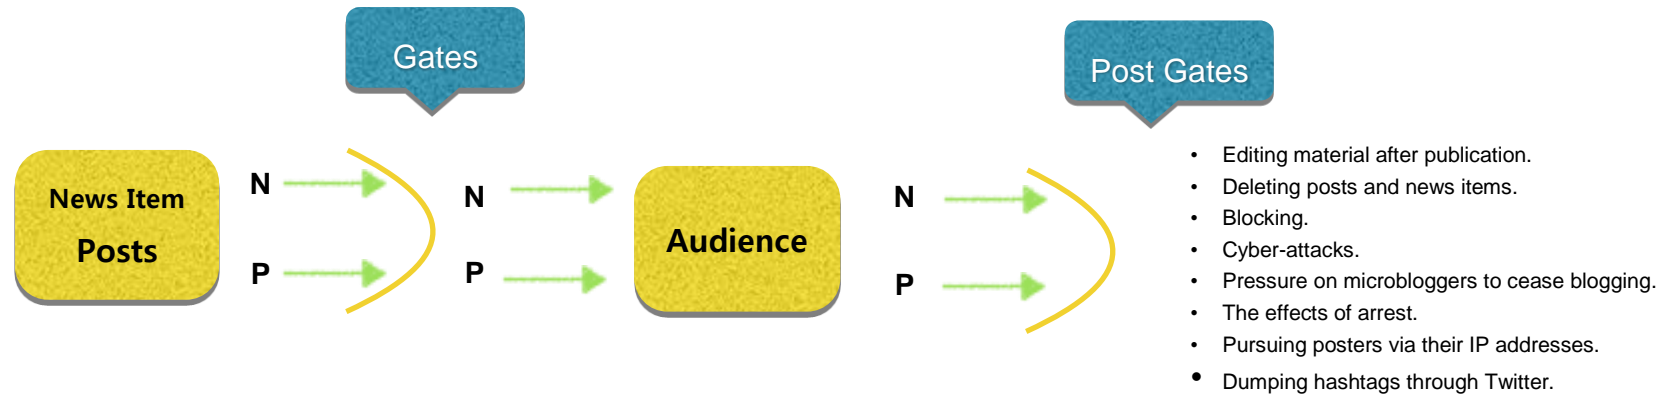 Gates
Post Gates
News Item
Posts
N
P
N
P
Audience
N
P
• Editing material after publication.
• Deleting posts and news items.
• Blocking.
• Cyber-attacks.
• Pressure on microbloggers to cease blogging.
• The effects of arrest.
• Pursuing posters via their IP addresses.
• Dumping hashtags through Twitter.